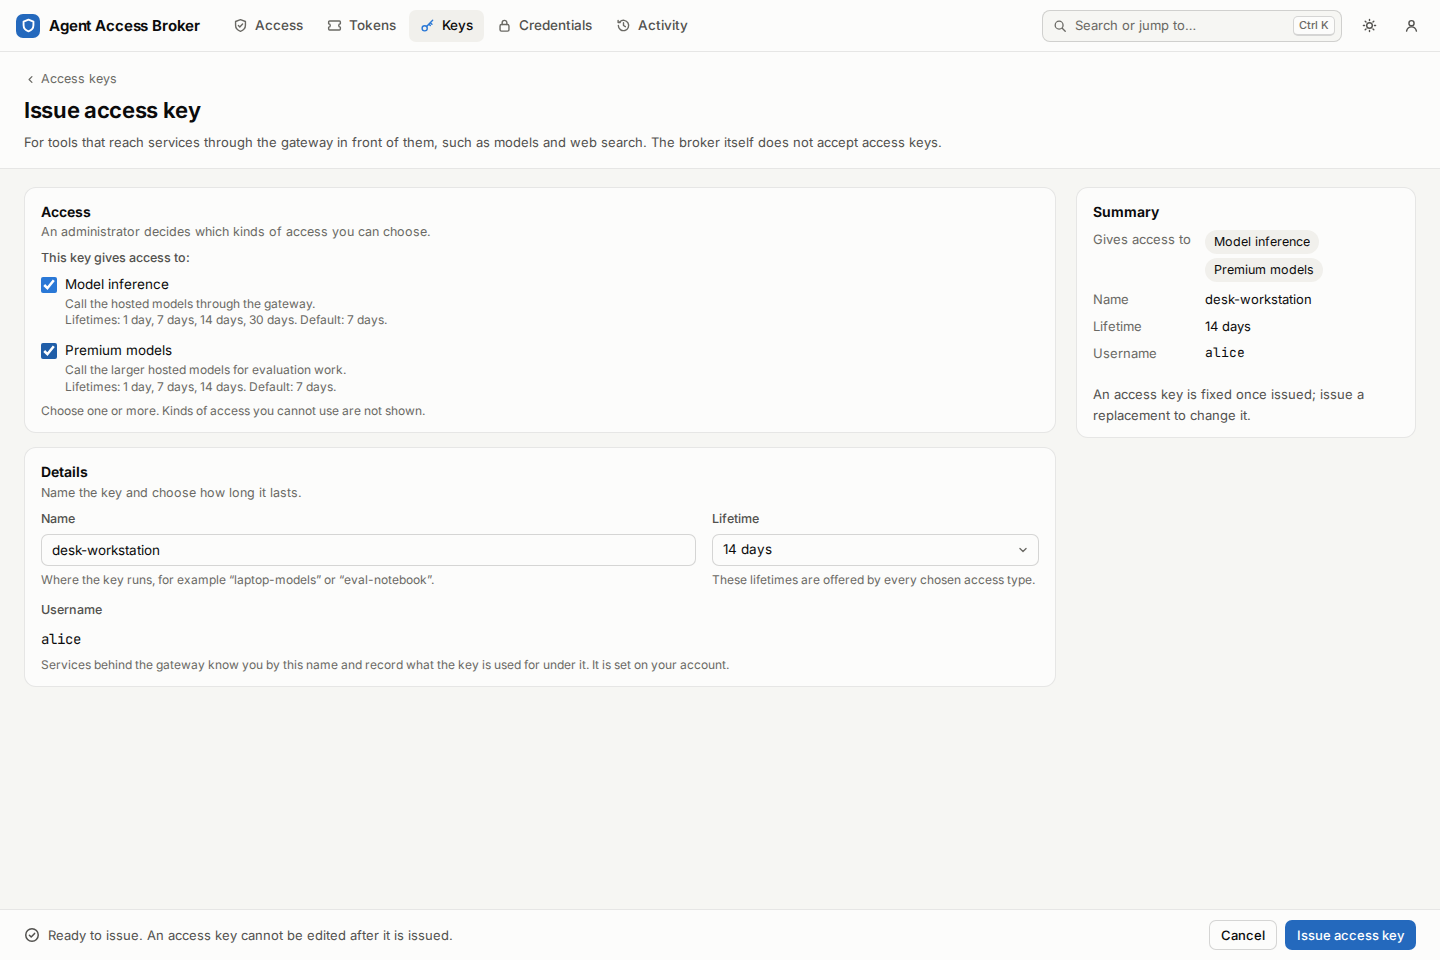 Agent Access Broker
Access
Tokens
Keys
Credentials
Activity
Search or jump to...
Ctrl K
Access keys
Issue access key
For tools that reach services through the gateway in front of them, such as models and web search. The broker itself does not accept access keys.
Access
An administrator decides which kinds of access you can choose.
This key gives access to:
Model inference
Call the hosted models through the gateway.
Lifetimes: 1 day, 7 days, 14 days, 30 days. Default: 7 days.
Premium models
Call the larger hosted models for evaluation work.
Lifetimes: 1 day, 7 days, 14 days. Default: 7 days.
Choose one or more. Kinds of access you cannot use are not shown.
Details
Name the key and choose how long it lasts.
Name
desk-workstation
Where the key runs, for example “laptop-models” or “eval-notebook”.
Lifetime
14 days
These lifetimes are offered by every chosen access type.
Username
alice
Services behind the gateway know you by this name and record what the key is used for under it. It is set on your account.
Summary
Gives access to
Model inference
Premium models
Name
desk-workstation
Lifetime
14 days
Username
alice
An access key is fixed once issued; issue a
replacement to change it.
Ready to issue. An access key cannot be edited after it is issued.
Cancel
Issue access key